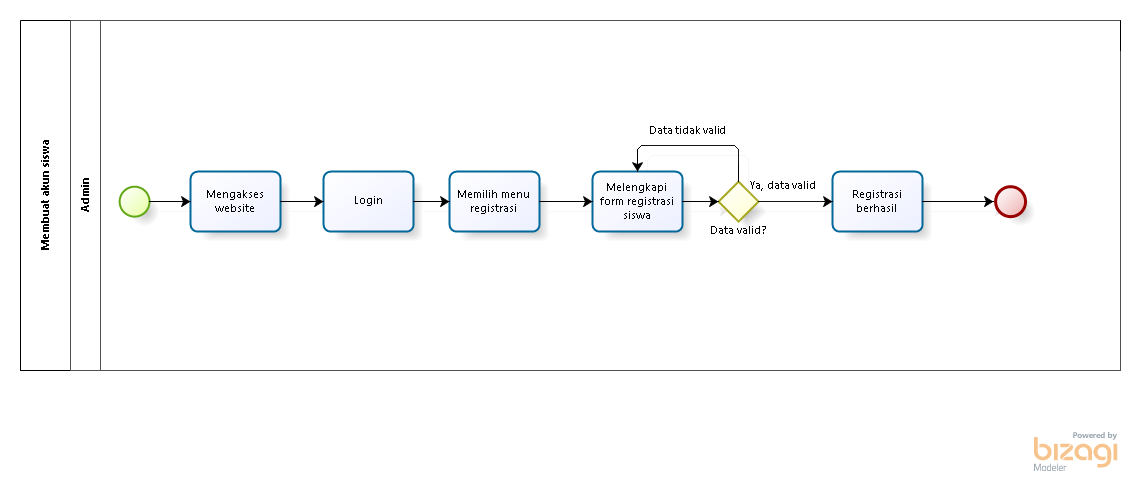 Membuat akun siswa
Admin
Mengakses
website
Login
Memilih menu
registrasi
Melengkapi
form registrasi
siswa
Data tidak valid
Ya, data valid
Data valid?
Registrasi
berhasil
Powered by
bizagi
Modeler